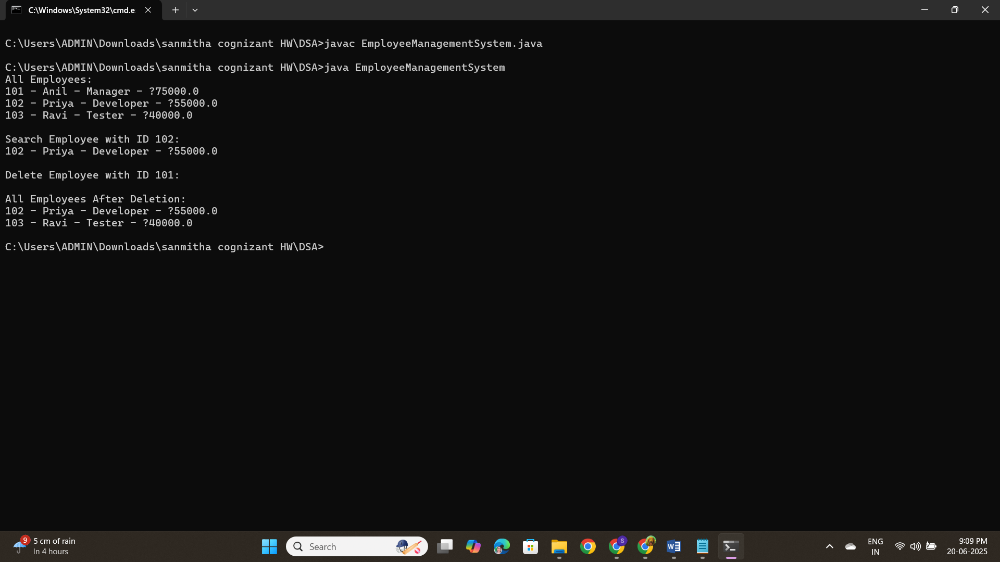 C:\Windows\System32\cmd.e
C:\Users\ADMIN\Downloads\sanmitha cognizant HW\DSA>javac EmployeeManagementSystem.java
C:\Users\ADMIN\Downloads\sanmitha cognizant HW\DSA>java EmployeeManagementSystem
All Employees:
101 - Anil - Manager - ?75000.0
102 - Priya - Developer - ?55000.0
103 - Ravi - Tester - ?40000.0
Search Employee with ID 102:
102 - Priya - Developer - ?55000.0
Delete Employee with ID 101:
All Employees After Deletion:
102 - Priya - Developer - ?55000.0
103 - Ravi - Tester - ?40000.0
C:\Users\ADMIN\Downloads\sanmitha cognizant HW\DSA>
9
5 cm of rain
In 4 hours
Search
S
W
ENG
IN
9:09 PM
20-06-2025